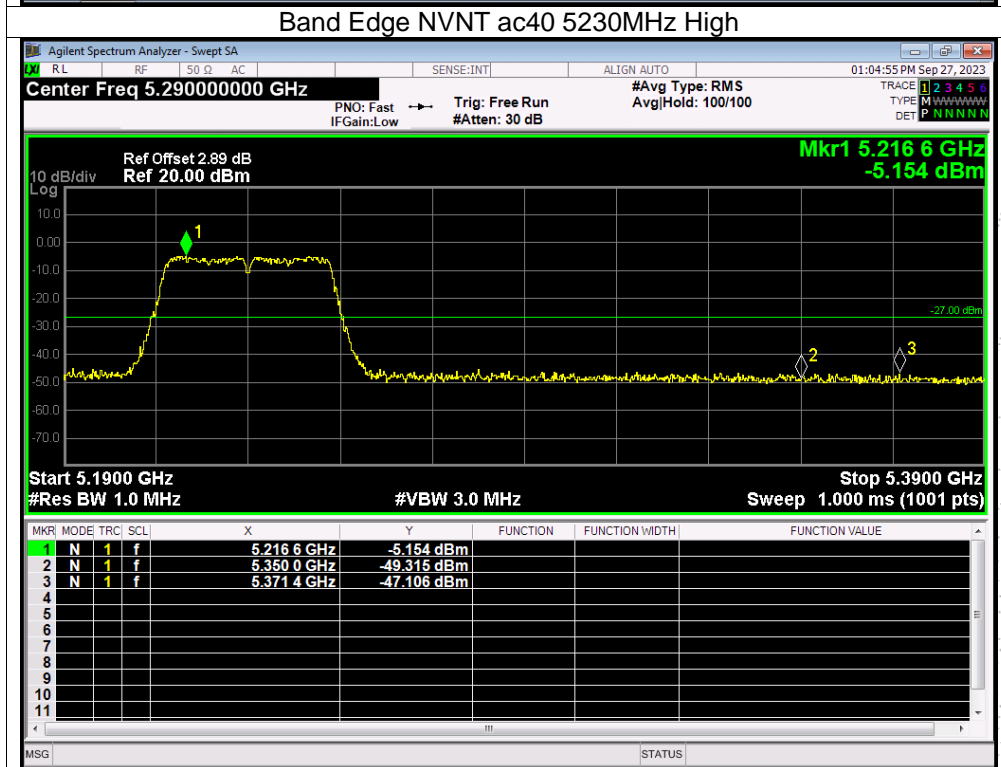 Band Edge NVNT ac40 5230MHz High
Agilent Spectrum Analyzer - Swept SA
LXI RL RF 50 Ω AC SENSE:INT ALIGN AUTO 01:04:55 PM Sep 27, 2023
Center Freq 5.290000000 GHz #Avg Type: RMS TRACE 1 2 3 4 5 6
PNO: Fast Trig: Free Run Avg|Hold: 100/100 TYPE M WWWWW
IFGain:Low #Atten: 30 dB DET P N N N N N
Mkr1 5.216 6 GHz
-5.154 dBm
Ref Offset 2.89 dB
10 dB/div Ref 20.00 dBm
Log
10.0
0.00
-10.0
-20.0
-30.0
-40.0
-50.0
-60.0
-70.0
1
-27.00 dBm
2
3
Start 5.1900 GHz Stop 5.3900 GHz
#Res BW 1.0 MHz #VBW 3.0 MHz Sweep 1.000 ms (1001 pts)
MKR MODE TRC SCL X Y FUNCTION FUNCTION WIDTH FUNCTION VALUE
1 N 1 f 5.216 6 GHz -5.154 dBm
2 N 1 f 5.350 0 GHz -49.315 dBm
3 N 1 f 5.371 4 GHz -47.106 dBm
4
5
6
7
8
9
10
11
MSG STATUS